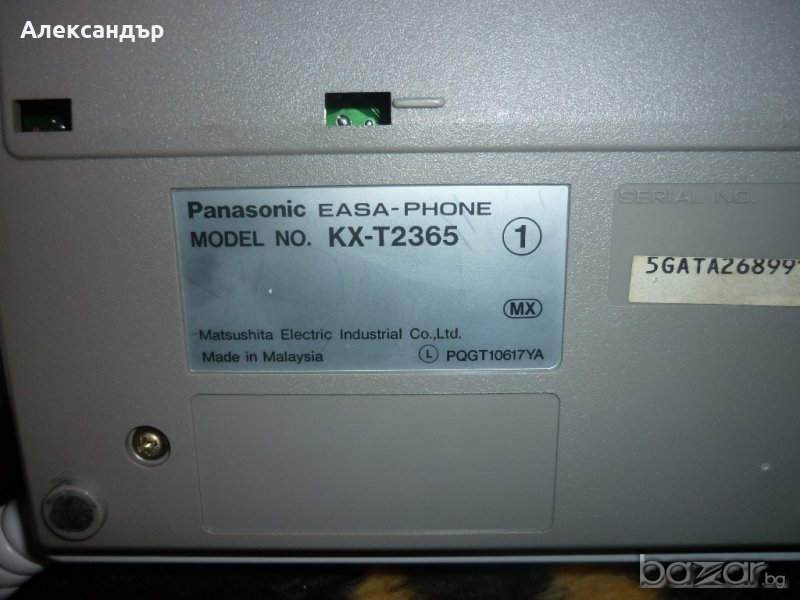 Александър
Panasonic EASA-PHONE
MODEL NO. KX-T2365 1
MX
Matsushita Electric Industrial Co.,Ltd.
Made in Malaysia L PQGT10617YA
SERIAL NO.
5GATA26899
bazar.bg